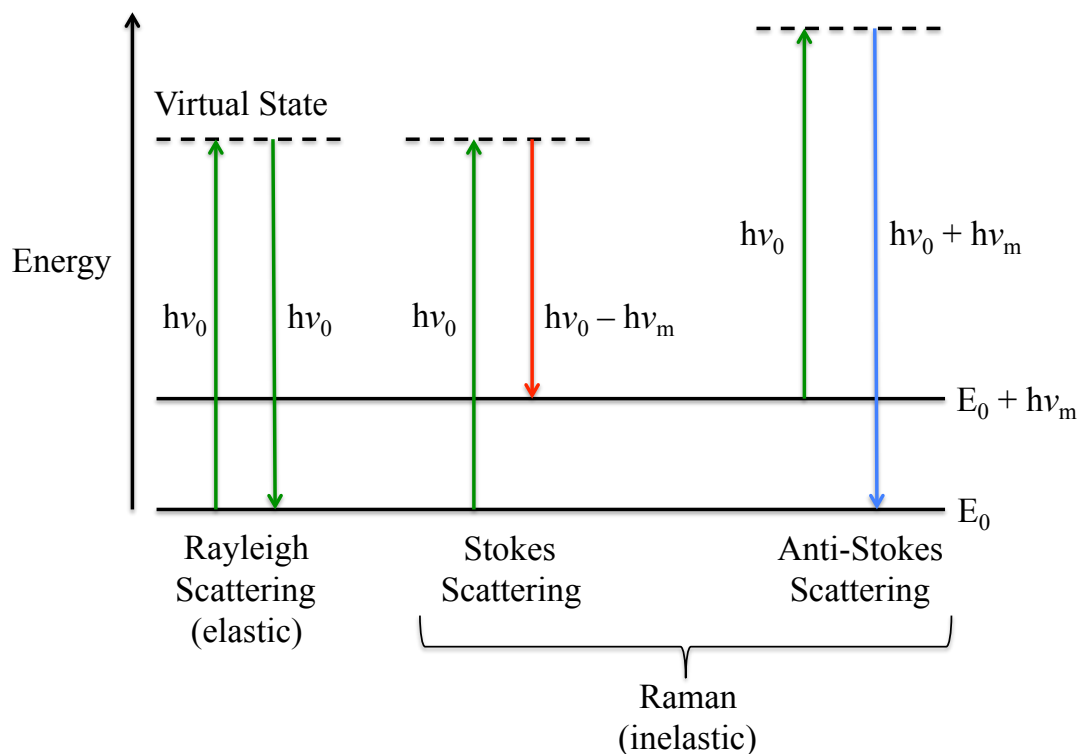 Virtual State
Energy
hν₀
hν₀
hν₀
hν₀ – hνₘ
hν₀
hν₀ + hνₘ
E₀ + hνₘ
E₀
Rayleigh
Scattering
(elastic)
Stokes
Scattering
Anti-Stokes
Scattering
Raman
(inelastic)